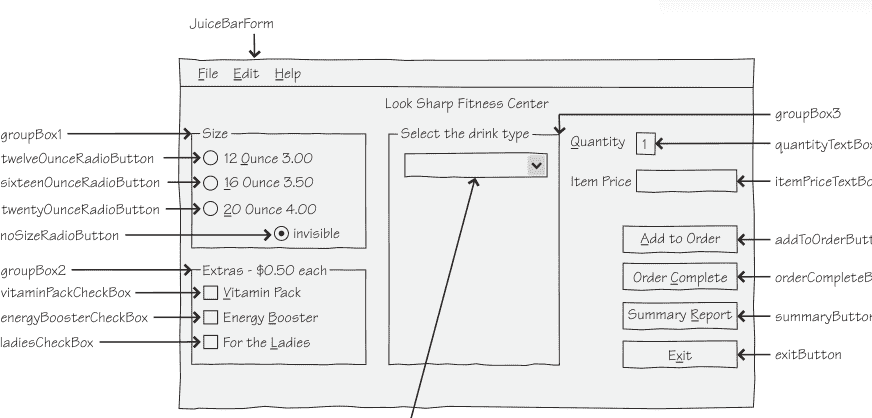 JuiceBarForm
File Edit Help
Look Sharp Fitness Center
groupBox1
Size
twelveOunceRadioButton
12 Ounce 3.00
sixteenOunceRadioButton
16 Ounce 3.50
twentyOunceRadioButton
20 Ounce 4.00
noSizeRadioButton
invisible
groupBox2
Extras - $0.50 each
vitaminPackCheckBox
Vitamin Pack
energyBoosterCheckBox
Energy Booster
ladiesCheckBox
For the Ladies
groupBox3
Select the drink type
Quantity 1
quantityTextBox
Item Price
itemPriceTextBo
Add to Order
addToOrderButt
Order Complete
orderCompleteB
Summary Report
summaryButton
Exit
exitButton